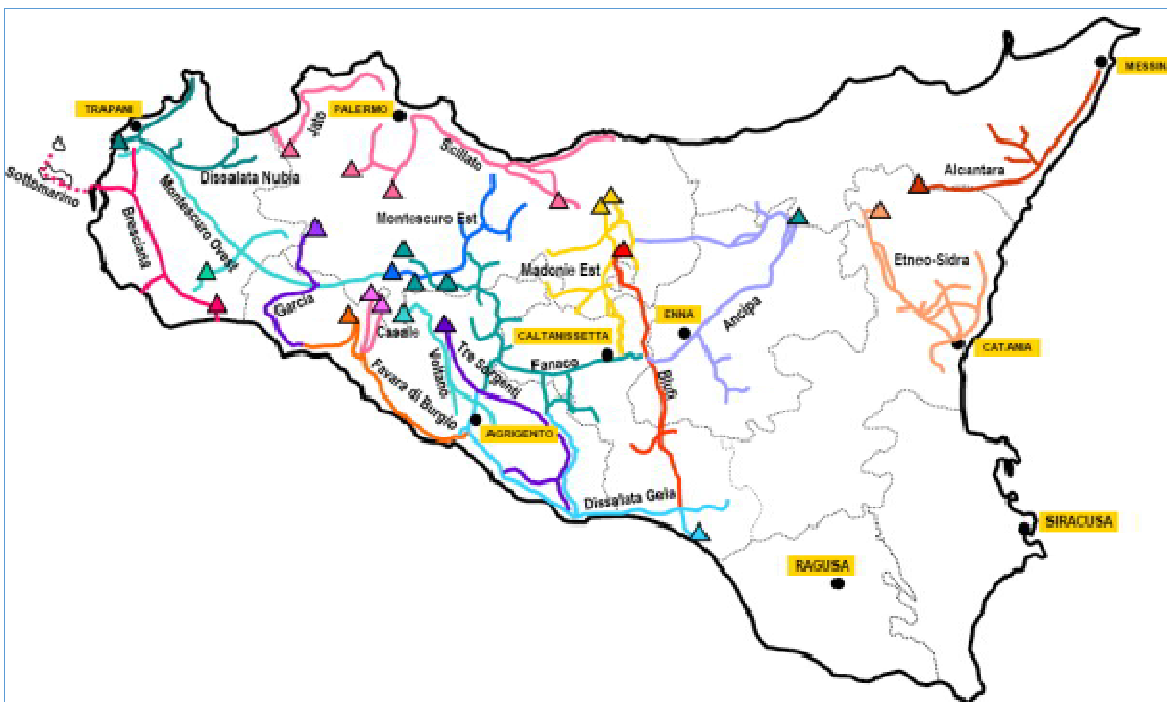 MESSINA
TRAPANI
PALERMO
Jato
Scillato
Sottomarino
Dissalata Nubia
Alcantara
Montescuro Ovest
Bresciana
Montescuro Est
Madonie Est
Etneo-Sidra
Garcia
Casale
Ancipa
ENNA
CALTANISSETTA
CATANIA
Voltano
Tre Sorgenti
Fanaco
Blufi
Favara di Burgio
AGRIGENTO
Dissalata Gela
SIRACUSA
RAGUSA